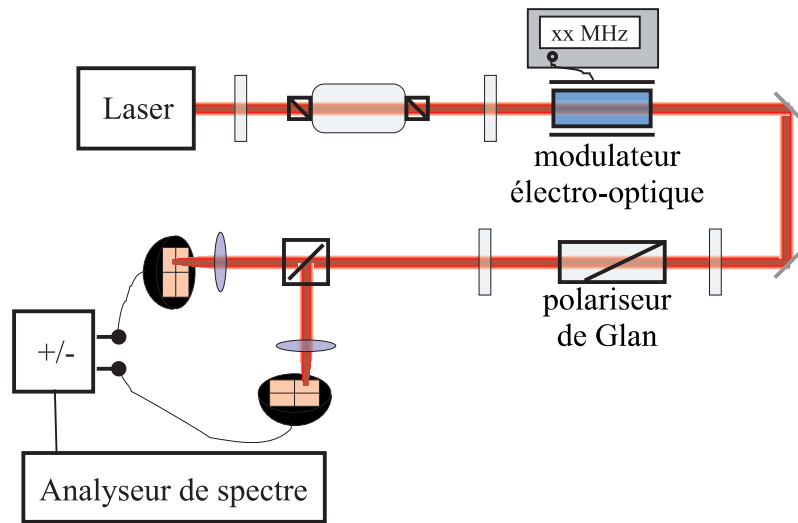 xx MHz
Laser
modulateur
électro-optique
polariseur
de Glan
+/-
Analyseur de spectre